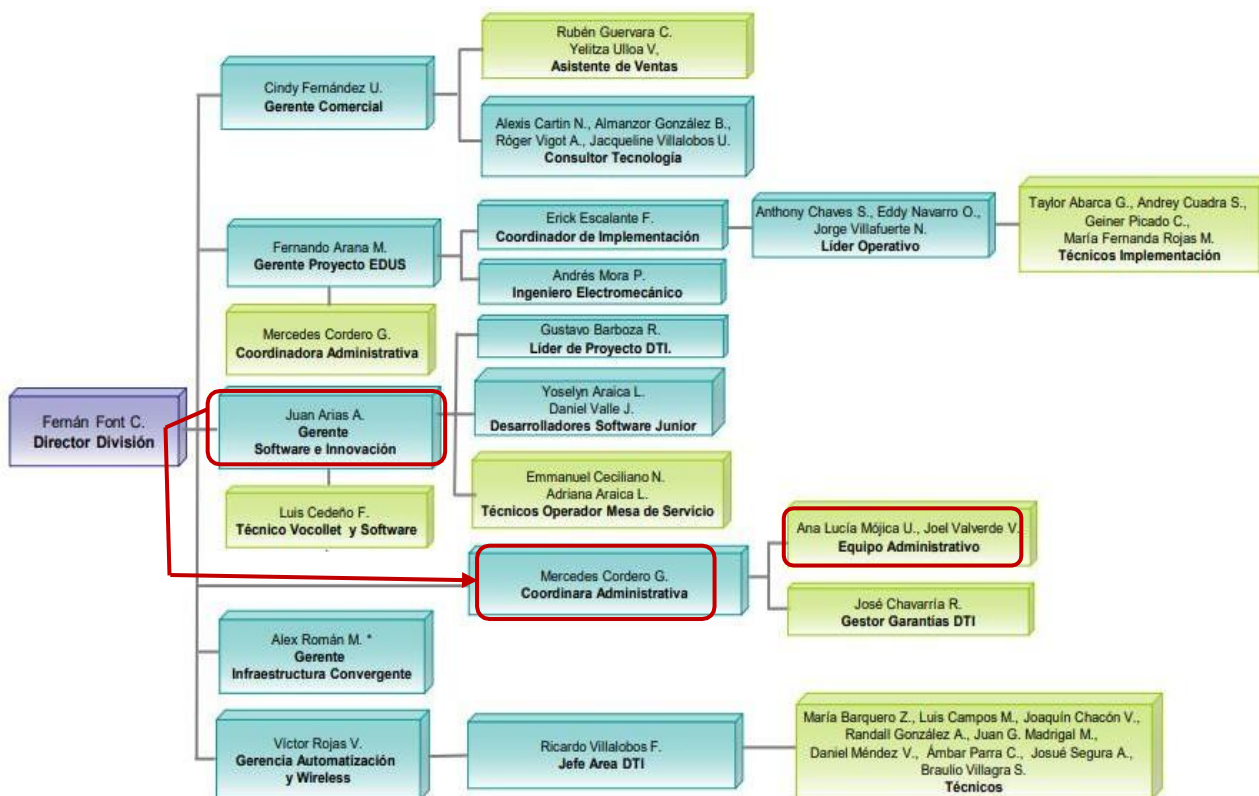 Rubén Guervara C.
Yelitza Ulloa V,
Asistente de Ventas
Cindy Fernández U.
Gerente Comercial
Alexis Cartin N., Almanzor González B.,
Róger Vigot A., Jacqueline Villalobos U.
Consultor Tecnología
Erick Escalante F.
Coordinador de Implementación
Anthony Chaves S., Eddy Navarro O.,
Jorge Villafuerte N.
Líder Operativo
Taylor Abarca G., Andrey Cuadra S.,
Geiner Picado C.,
María Fernanda Rojas M.
Técnicos Implementación
Fernando Arana M.
Gerente Proyecto EDUS
Andrés Mora P.
Ingeniero Electromecánico
Mercedes Cordero G.
Coordinadora Administrativa
Gustavo Barboza R.
Líder de Proyecto DTI.
Fernán Font C.
Director División
Juan Arias A.
Gerente
Software e Innovación
Yoselyn Araica L.
Daniel Valle J.
Desarrolladores Software Junior
Emmanuel Ceciliano N.
Adriana Araica L.
Técnicos Operador Mesa de Servicio
Luis Cedeño F.
Técnico Vocollet y Software
.
Ana Lucía Mójica U., Joel Valverde V.
Equipo Administrativo
Mercedes Cordero G.
Coordinara Administrativa
José Chavarría R.
Gestor Garantías DTI
Alex Román M. *
Gerente
Infraestructura Convergente
Víctor Rojas V.
Gerencia Automatización
y Wireless
Ricardo Villalobos F.
Jefe Area DTI
María Barquero Z., Luis Campos M., Joaquín Chacón V.,
Randall González A., Juan G. Madrigal M.,
Daniel Méndez V., Ámbar Parra C., Josué Segura A.,
Braulio Villagra S.
Técnicos